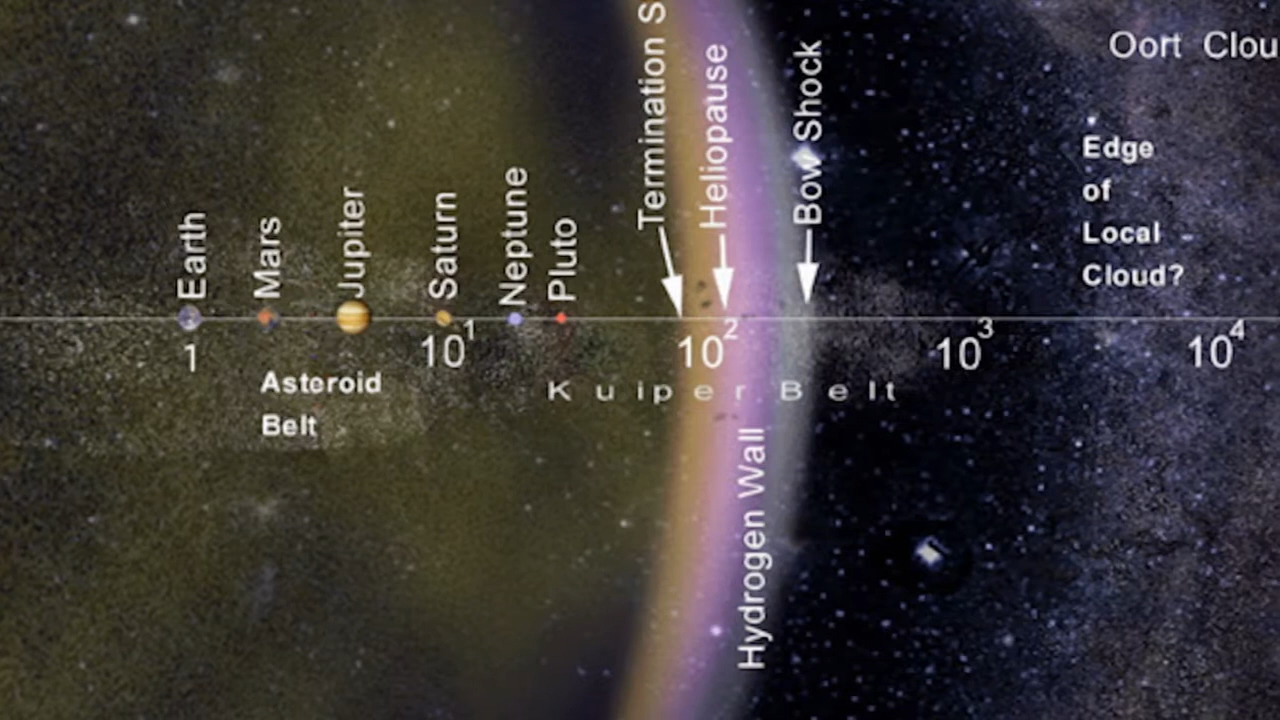 Oort Clou
Termination S
Heliopause
Bow Shock
Edge
of
Local
Cloud?
Earth
Mars
Jupiter
Saturn
Neptune
Pluto
1
10¹
10²
10³
10⁴
Asteroid
Belt
Kuiper Belt
Hydrogen Wall